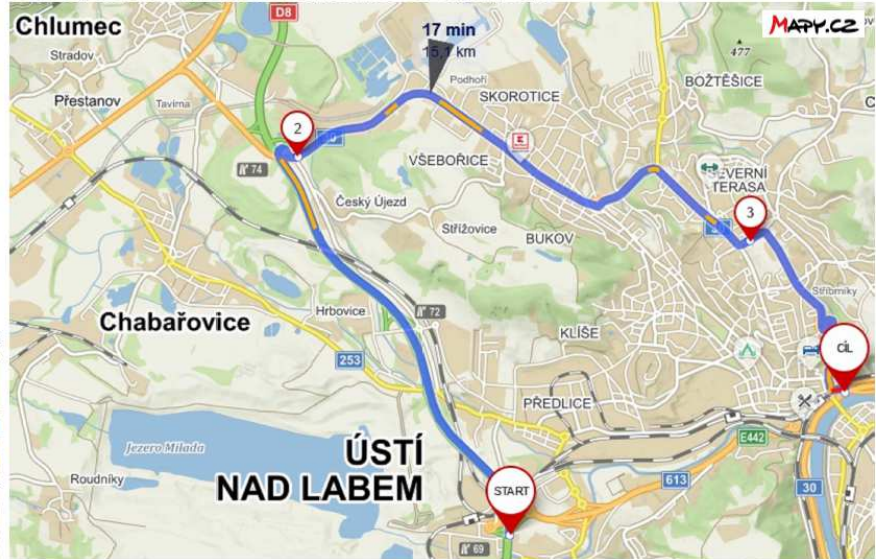 Chlumec
D8
17 min
15,1 km
MAPY.CZ
Stradov
Podhoří
477
BOŽTĚŠICE
Přestanov
Tavírna
SKOROTICE
2
VŠEBOŘICE
74
SEVERNÍ
TERASA
Český Újezd
3
Střížovice
BUKOV
Chabařovice
Hrbovice
72
Stříbrníky
KLÍŠE
253
CÍL
PŘEDLICE
Jezero Milada
ÚSTÍ
NAD LABEM
E442
Roudníky
START
613
30
69